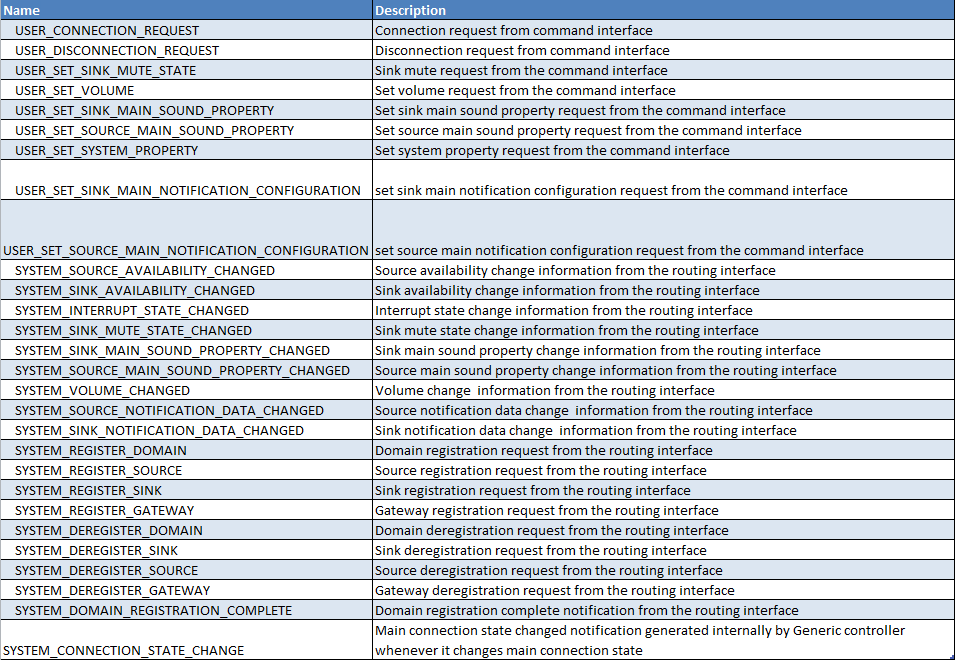 Name Description
USER_CONNECTION_REQUEST Connection request from command interface
USER_DISCONNECTION_REQUEST Disconnection request from command interface
USER_SET_SINK_MUTE_STATE Sink mute request from the command interface
USER_SET_VOLUME Set volume request from the command interface
USER_SET_SINK_MAIN_SOUND_PROPERTY Set sink main sound property request from the command interface
USER_SET_SOURCE_MAIN_SOUND_PROPERTY Set source main sound property request from the command interface
USER_SET_SYSTEM_PROPERTY Set system property request from the command interface
USER_SET_SINK_MAIN_NOTIFICATION_CONFIGURATION set sink main notification configuration request from the command interface
USER_SET_SOURCE_MAIN_NOTIFICATION_CONFIGURATION set source main notification configuration request from the command interface
SYSTEM_SOURCE_AVAILABILITY_CHANGED Source availability change information from the routing interface
SYSTEM_SINK_AVAILABILITY_CHANGED Sink availability change information from the routing interface
SYSTEM_INTERRUPT_STATE_CHANGED Interrupt state change information from the routing interface
SYSTEM_SINK_MUTE_STATE_CHANGED Sink mute state change information from the routing interface
SYSTEM_SINK_MAIN_SOUND_PROPERTY_CHANGED Sink main sound property change information from the routing interface
SYSTEM_SOURCE_MAIN_SOUND_PROPERTY_CHANGED Source main sound property change information from the routing interface
SYSTEM_VOLUME_CHANGED Volume change information from the routing interface
SYSTEM_SOURCE_NOTIFICATION_DATA_CHANGED Source notification data change information from the routing interface
SYSTEM_SINK_NOTIFICATION_DATA_CHANGED Sink notification data change information from the routing interface
SYSTEM_REGISTER_DOMAIN Domain registration request from the routing interface
SYSTEM_REGISTER_SOURCE Source registration request from the routing interface
SYSTEM_REGISTER_SINK Sink registration request from the routing interface
SYSTEM_REGISTER_GATEWAY Gateway registration request from the routing interface
SYSTEM_DEREGISTER_DOMAIN Domain deregistration request from the routing interface
SYSTEM_DEREGISTER_SINK Sink deregistration request from the routing interface
SYSTEM_DEREGISTER_SOURCE Source deregistration request from the routing interface
SYSTEM_DEREGISTER_GATEWAY Gateway deregistration request from the routing interface
SYSTEM_DOMAIN_REGISTRATION_COMPLETE Domain registration complete notification from the routing interface
Main connection state changed notification generated internally by Generic controller
SYSTEM_CONNECTION_STATE_CHANGE whenever it changes main connection state